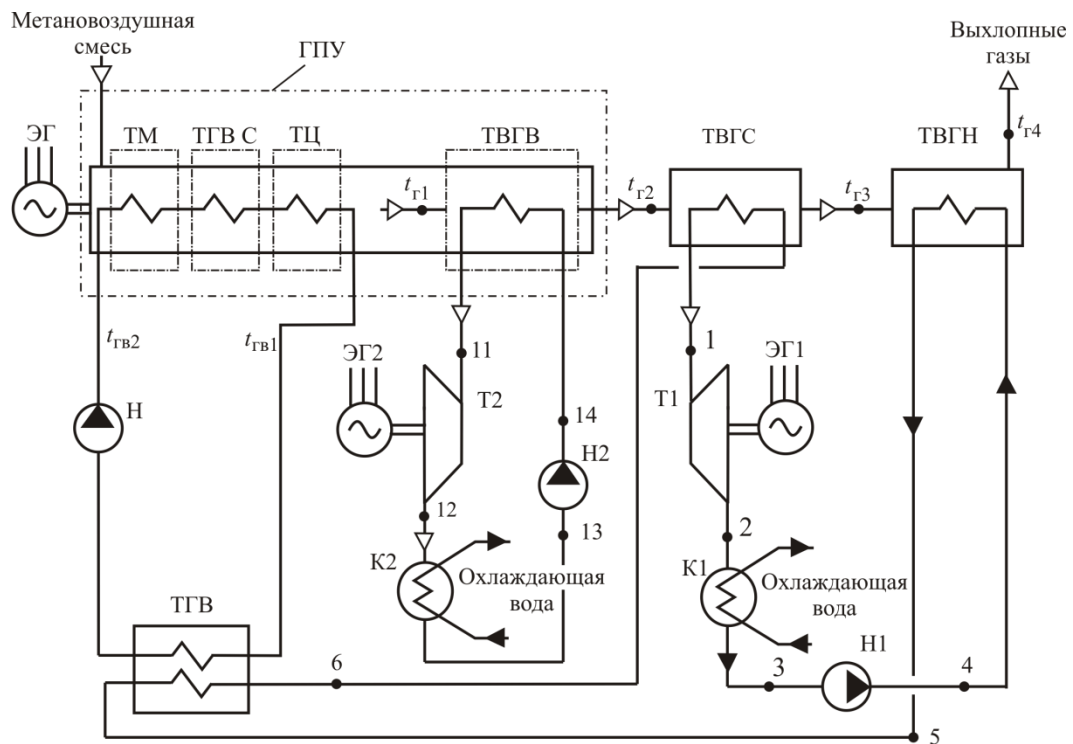 Метановоздушная
смесь
ГПУ
Выхлопные
газы
ЭГ
ТМ
ТГВ С
ТЦ
ТВГВ
ТВГС
ТВГН
tг1
tг2
tг3
tг4
tгв2
tгв1
11
1
ЭГ2
Т2
Т1
ЭГ1
Н
14
Н2
12
13
2
К2
Охлаждающая
вода
К1
Охлаждающая
вода
ТГВ
6
Н1
3
4
5